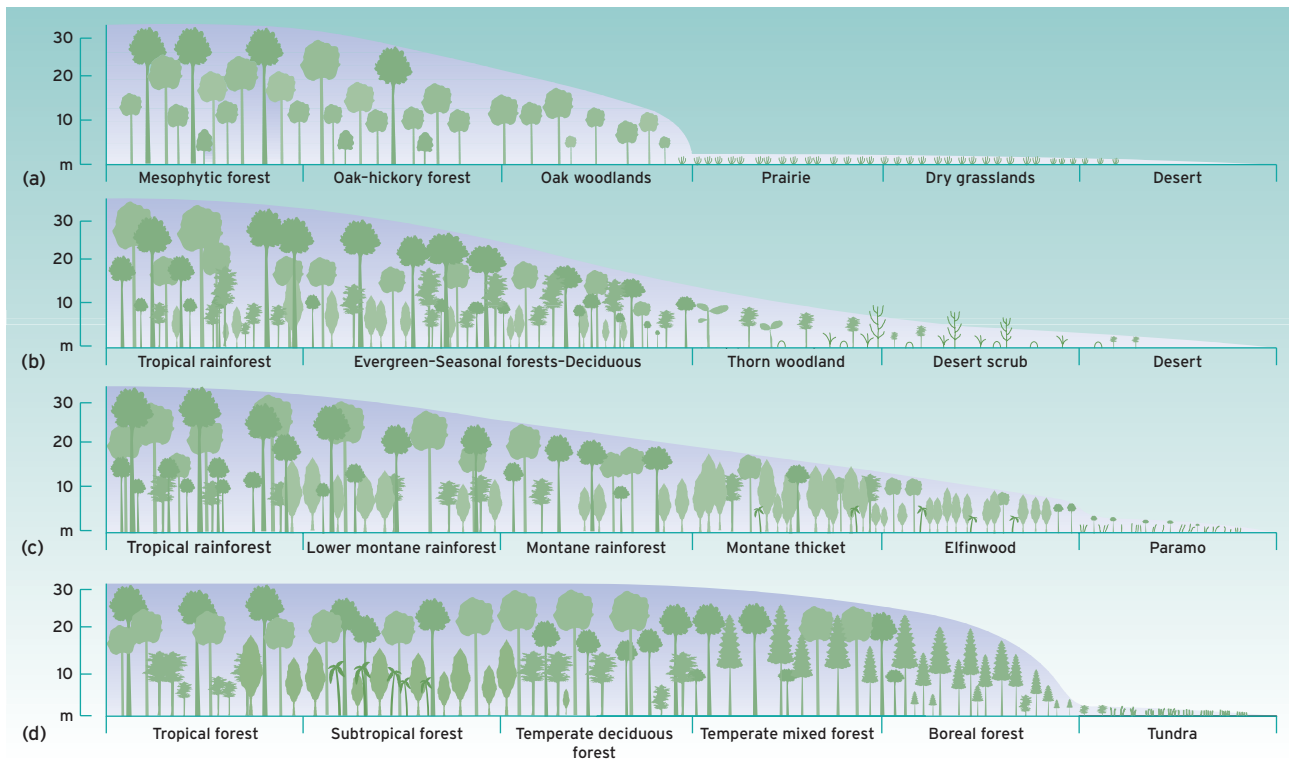 30
20
10
m
(a)
Mesophytic forest
Oak–hickory forest
Oak woodlands
Prairie
Dry grasslands
Desert
30
20
10
m
(b)
Tropical rainforest
Evergreen–Seasonal forests–Deciduous
Thorn woodland
Desert scrub
Desert
30
20
10
m
(c)
Tropical rainforest
Lower montane rainforest
Montane rainforest
Montane thicket
Elfinwood
Paramo
30
20
10
m
(d)
Tropical forest
Subtropical forest
Temperate deciduous
forest
Temperate mixed forest
Boreal forest
Tundra